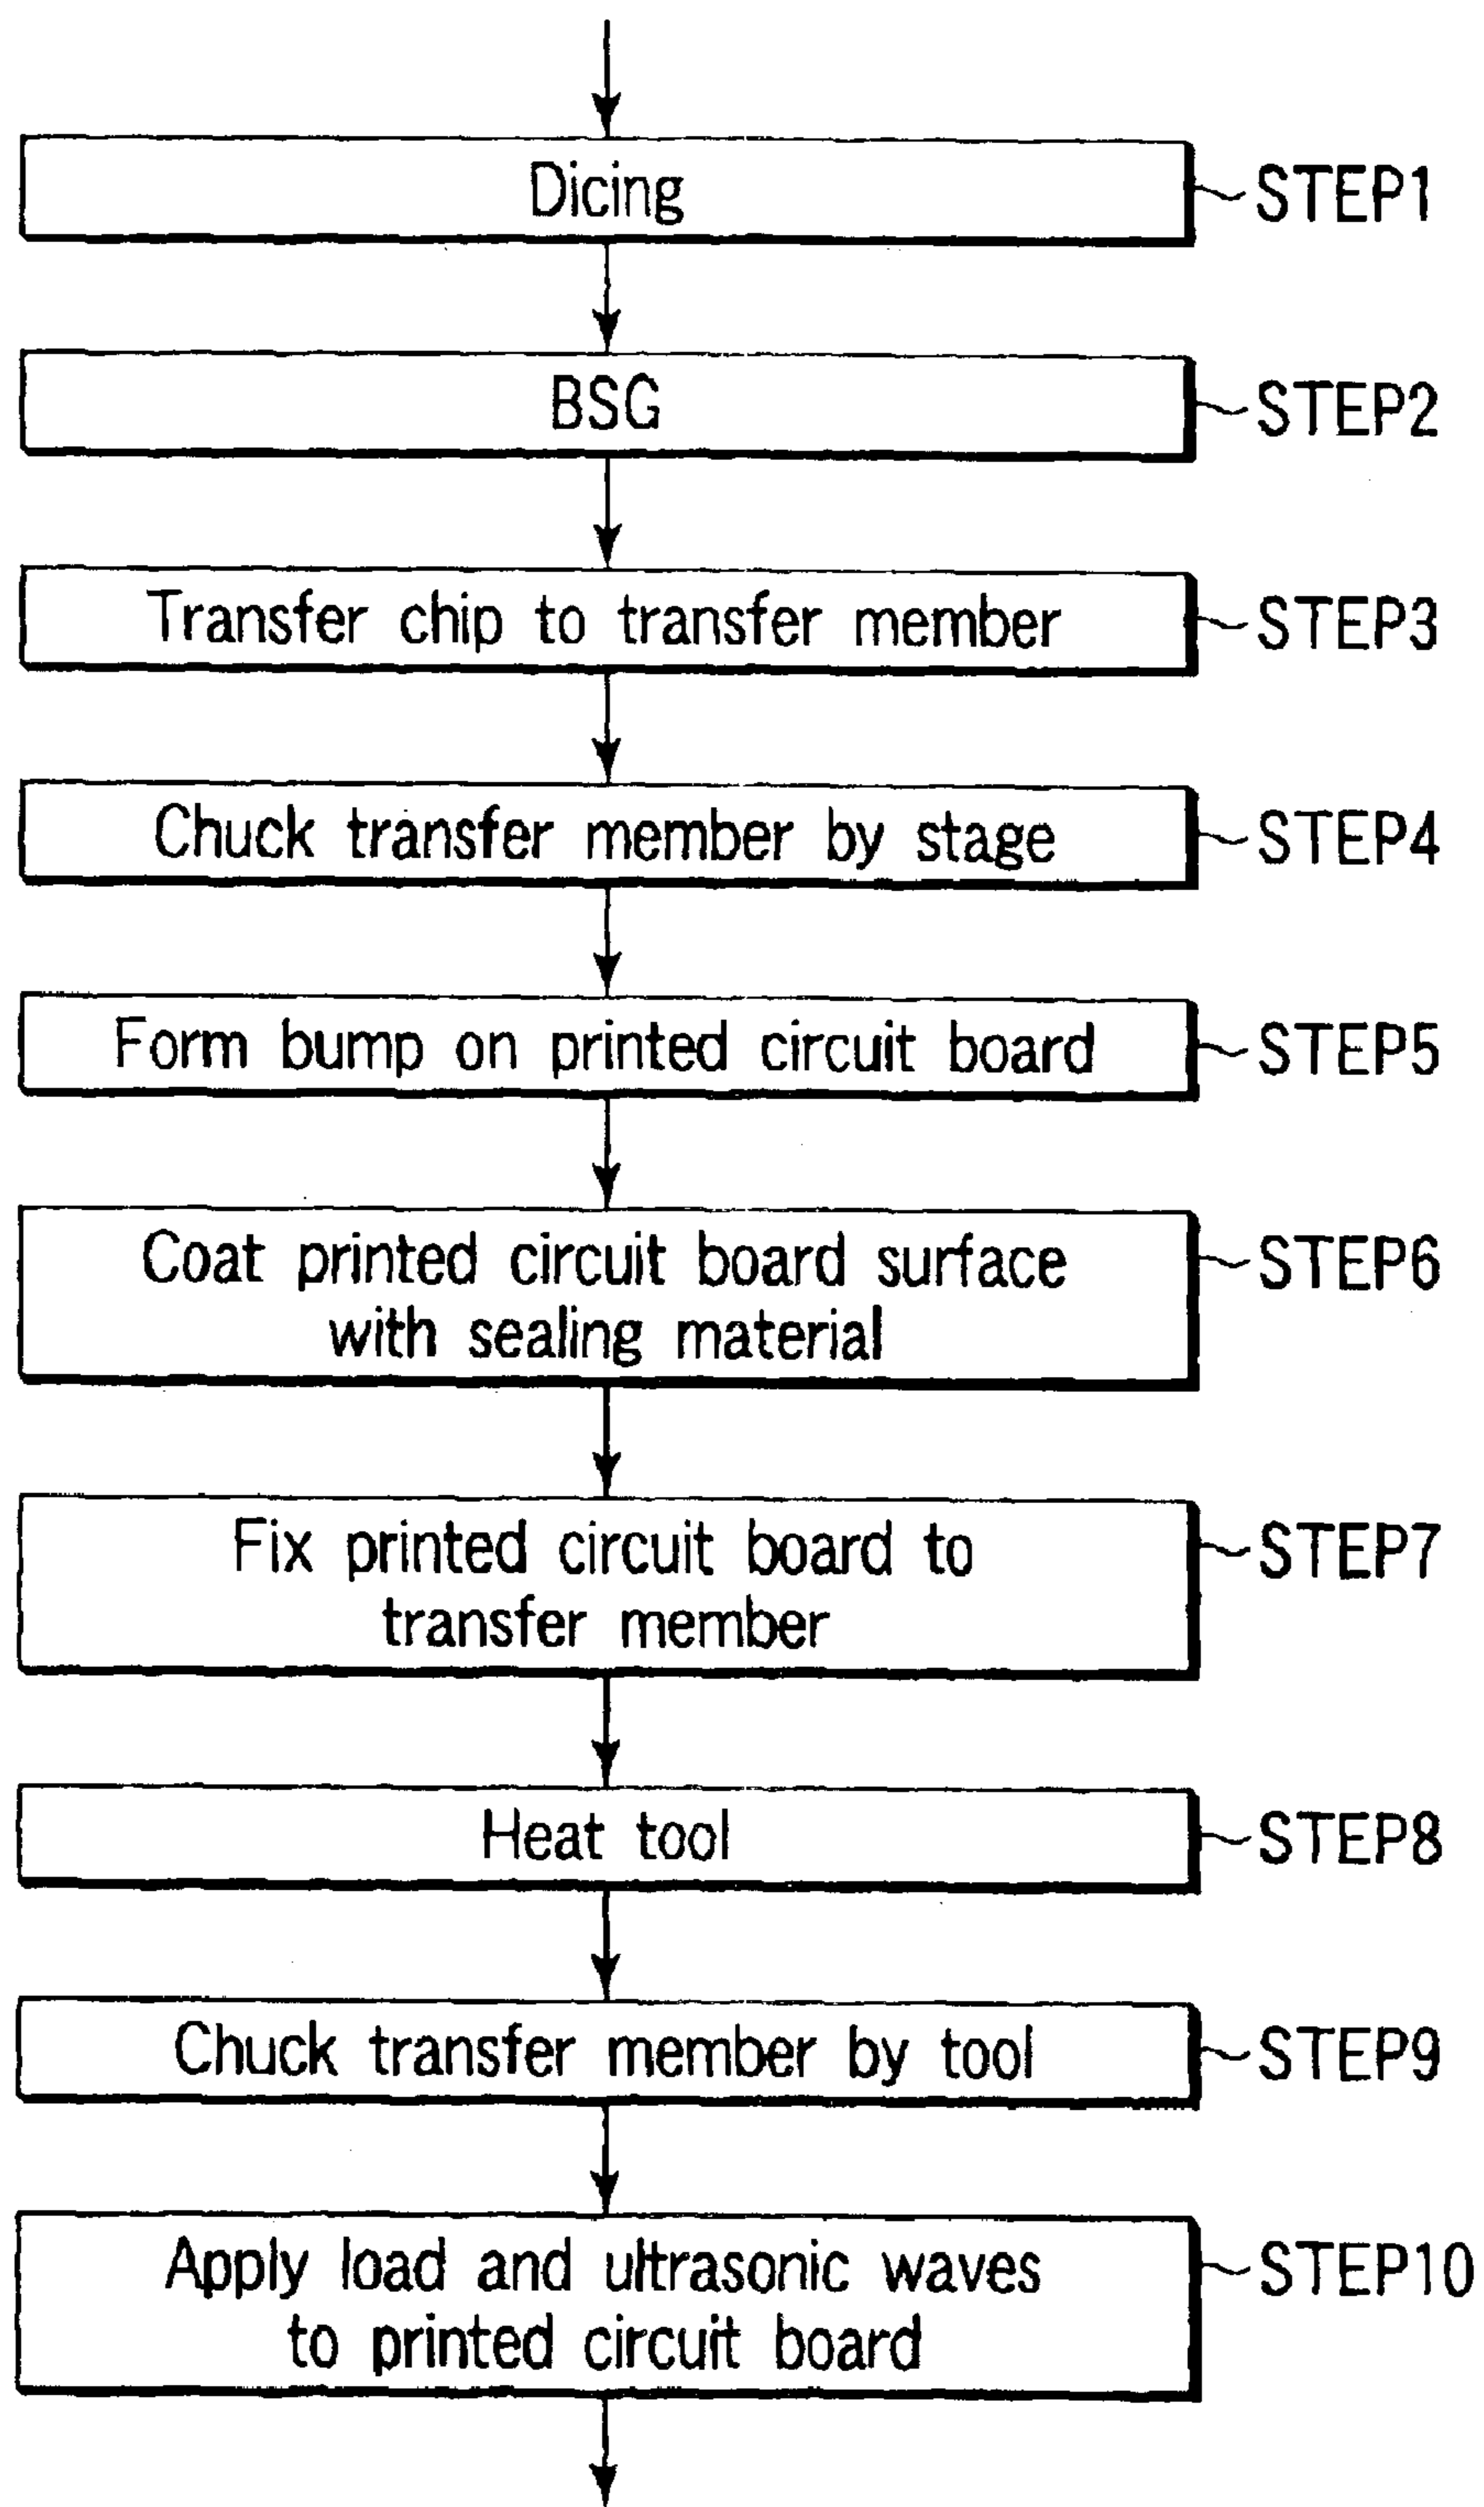 Dicing
STEP1
BSG
STEP2
Transfer chip to transfer member
STEP3
Chuck transfer member by stage
STEP4
Form bump on printed circuit board
STEP5
Coat printed circuit board surface
with sealing material
STEP6
Fix printed circuit board to
transfer member
STEP7
Heat tool
STEP8
Chuck transfer member by tool
STEP9
Apply load and ultrasonic waves
to printed circuit board
STEP10